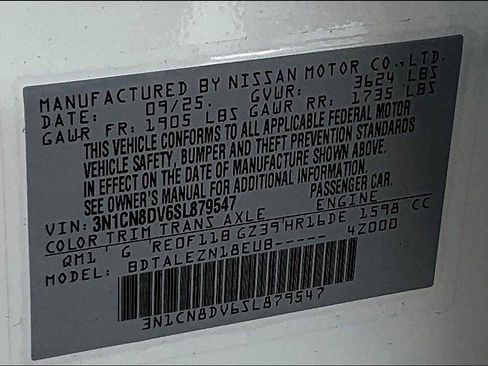 MANUFACTURED BY NISSAN MOTOR CO., LTD.
DATE: 09/25. GVWR: 3624 LBS
GAWR FR: 1905 LBS GAWR RR: 1735 LBS
THIS VEHICLE CONFORMS TO ALL APPLICABLE FEDERAL MOTOR
VEHICLE SAFETY, BUMPER AND THEFT PREVENTION STANDARDS
IN EFFECT ON THE DATE OF MANUFACTURE SHOWN ABOVE.
SEE OWNER'S MANUAL FOR ADDITIONAL INFORMATION.
VIN: 3N1CN8DV6SL879547 PASSENGER CAR.
COLOR TRIM TRANS AXLE ENGINE
QM1 G RE0F11B GZ39 HR16DE 1598 CC
MODEL: BDTALEZN18EUB----- 4Z000
3N1CN8DV6SL879547